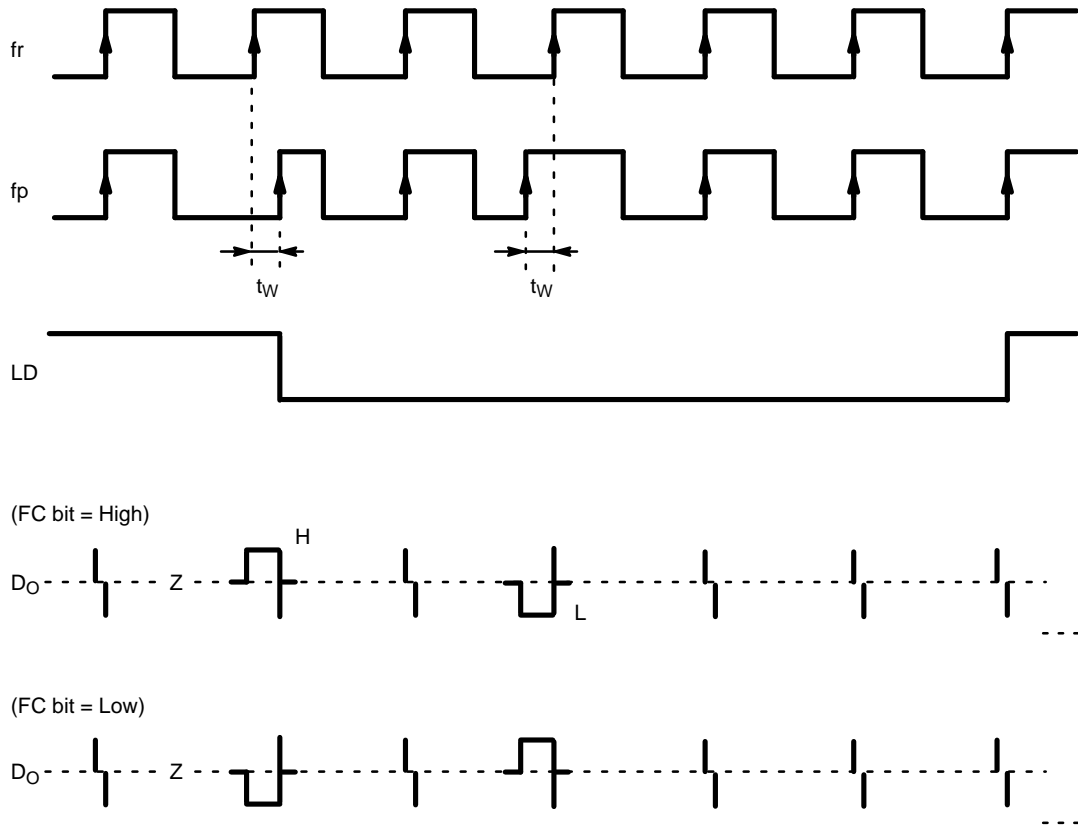 fr
fp
tW tW
LD
(FC bit = High)
H
DO Z
L
(FC bit = Low)
DO Z